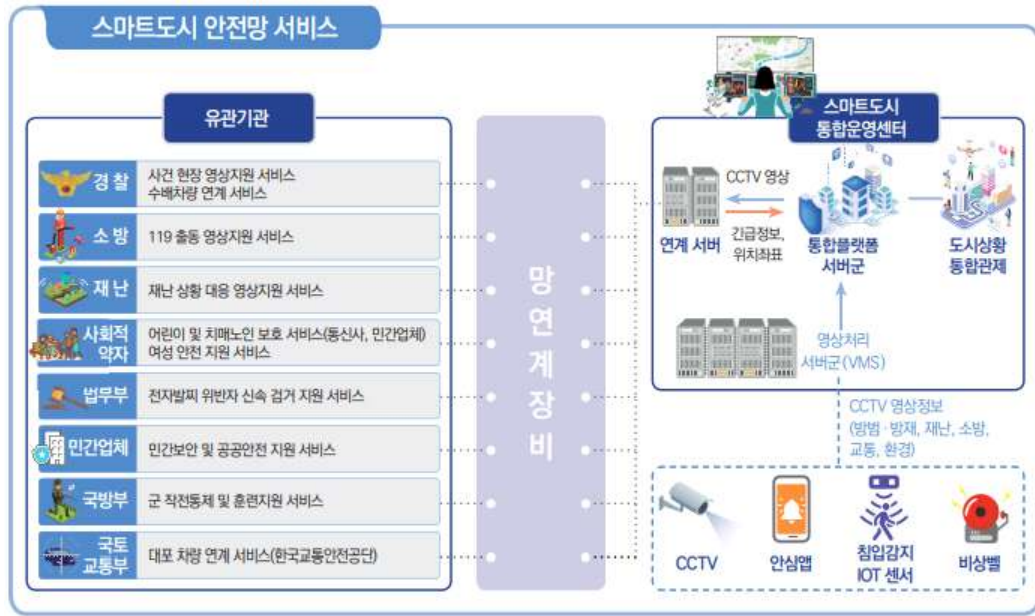 스마트도시 안전망 서비스
유관기관
경찰
사건 현장 영상지원 서비스
수배차량 연계 서비스
소방
119 출동 영상지원 서비스
재난
재난 상황 대응 영상지원 서비스
사회적
약자
어린이 및 치매노인 보호 서비스(통신사, 민간업체)
여성 안전 지원 서비스
법무부
전자발찌 위반자 신속 검거 지원 서비스
민간업체
민간보안 및 공공안전 지원 서비스
국방부
군 작전통제 및 훈련지원 서비스
국토
교통부
대포 차량 연계 서비스(한국교통안전공단)
망연계장비
스마트도시
통합운영센터
CCTV 영상
긴급정보,
위치좌표
연계 서버
통합플랫폼
서버군
도시상황
통합관제
영상처리
서버군(VMS)
CCTV 영상정보
(방범·방재, 재난, 소방,
교통, 환경)
CCTV
안심앱
침입감지
IOT 센서
비상벨